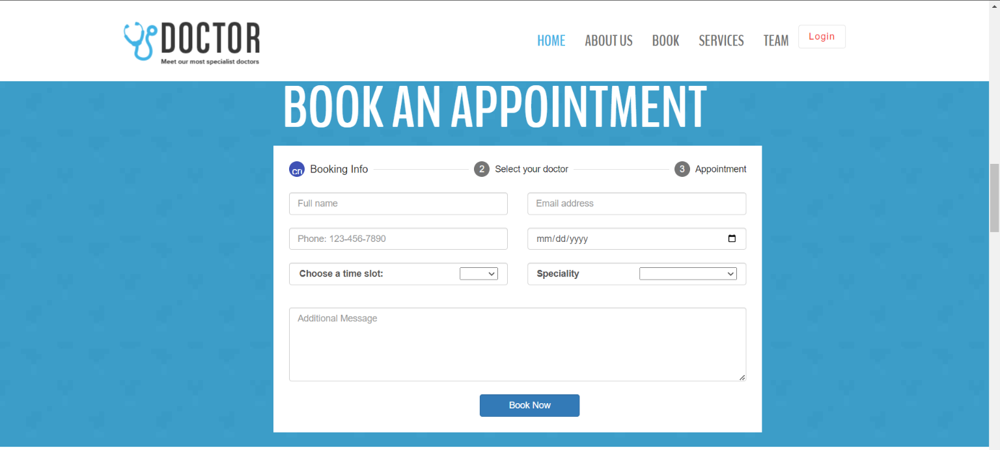 DOCTOR
Meet our most specialist doctors
HOME ABOUT US BOOK SERVICES TEAM Login
BOOK AN APPOINTMENT
Booking Info 2 Select your doctor 3 Appointment
Full name Email address
Phone: 123-456-7890 mm/dd/yyyy
Choose a time slot: Speciality
Additional Message
Book Now